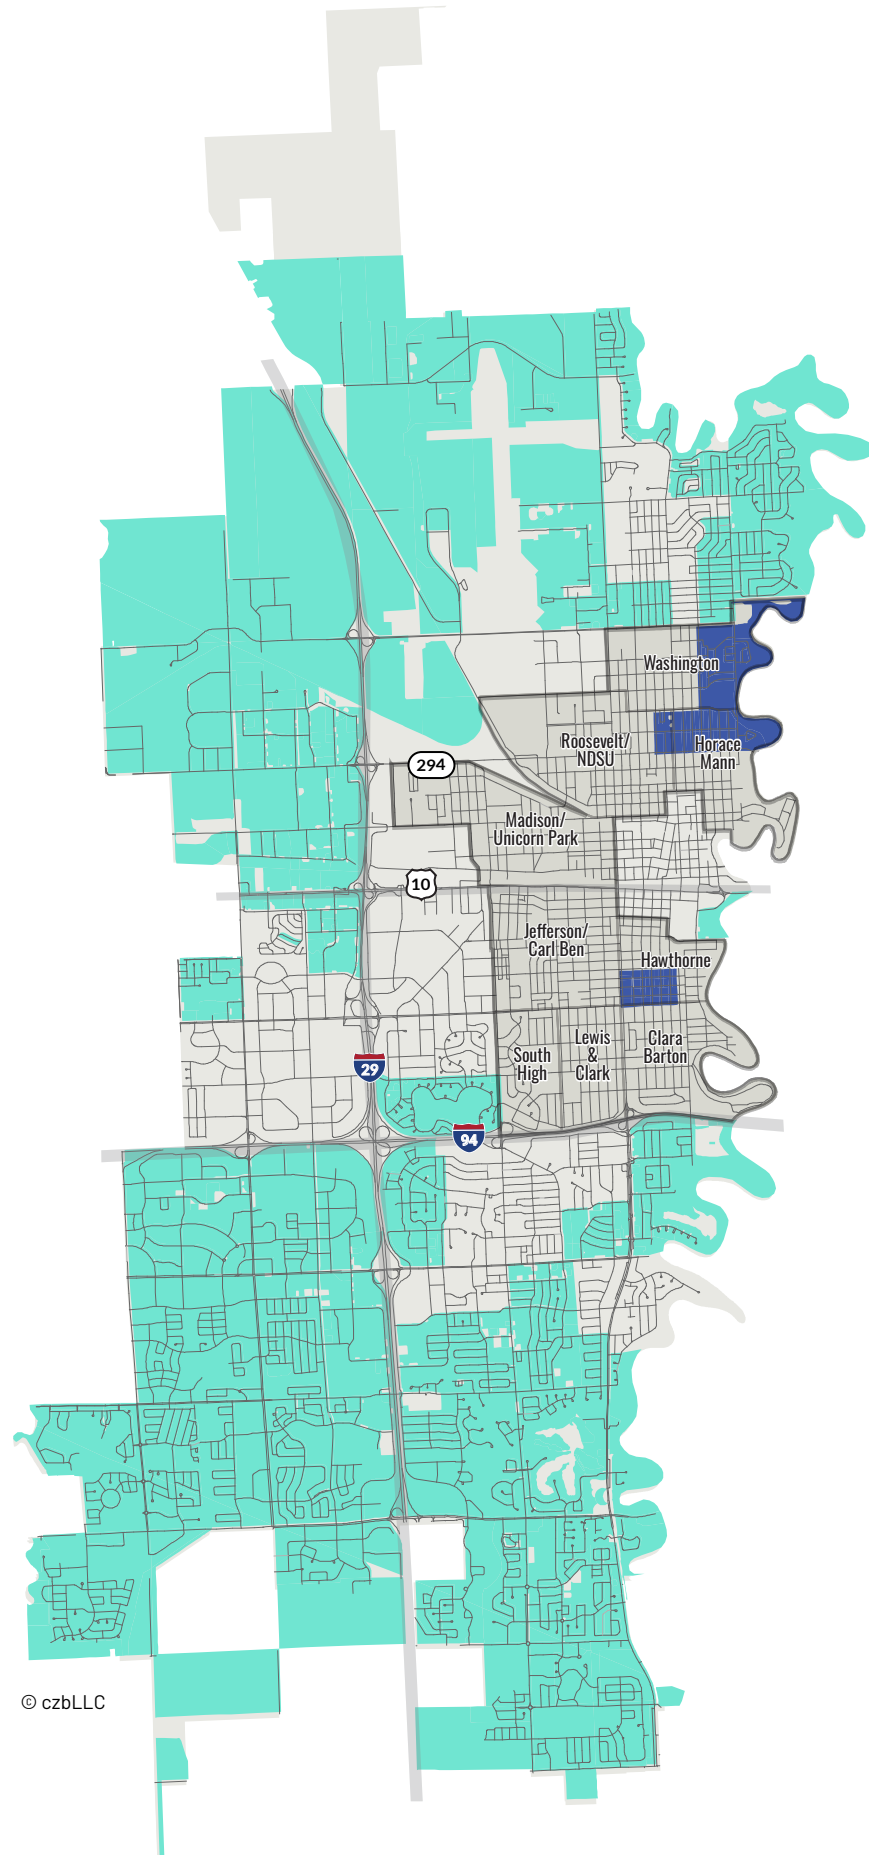 Washington
Roosevelt/
NDSU
Horace
Mann
294
Madison/
Unicorn Park
10
Jefferson/
Carl Ben
Hawthorne
South
High
Lewis
&
Clark
Clara
Barton
29
94
© czbLLC